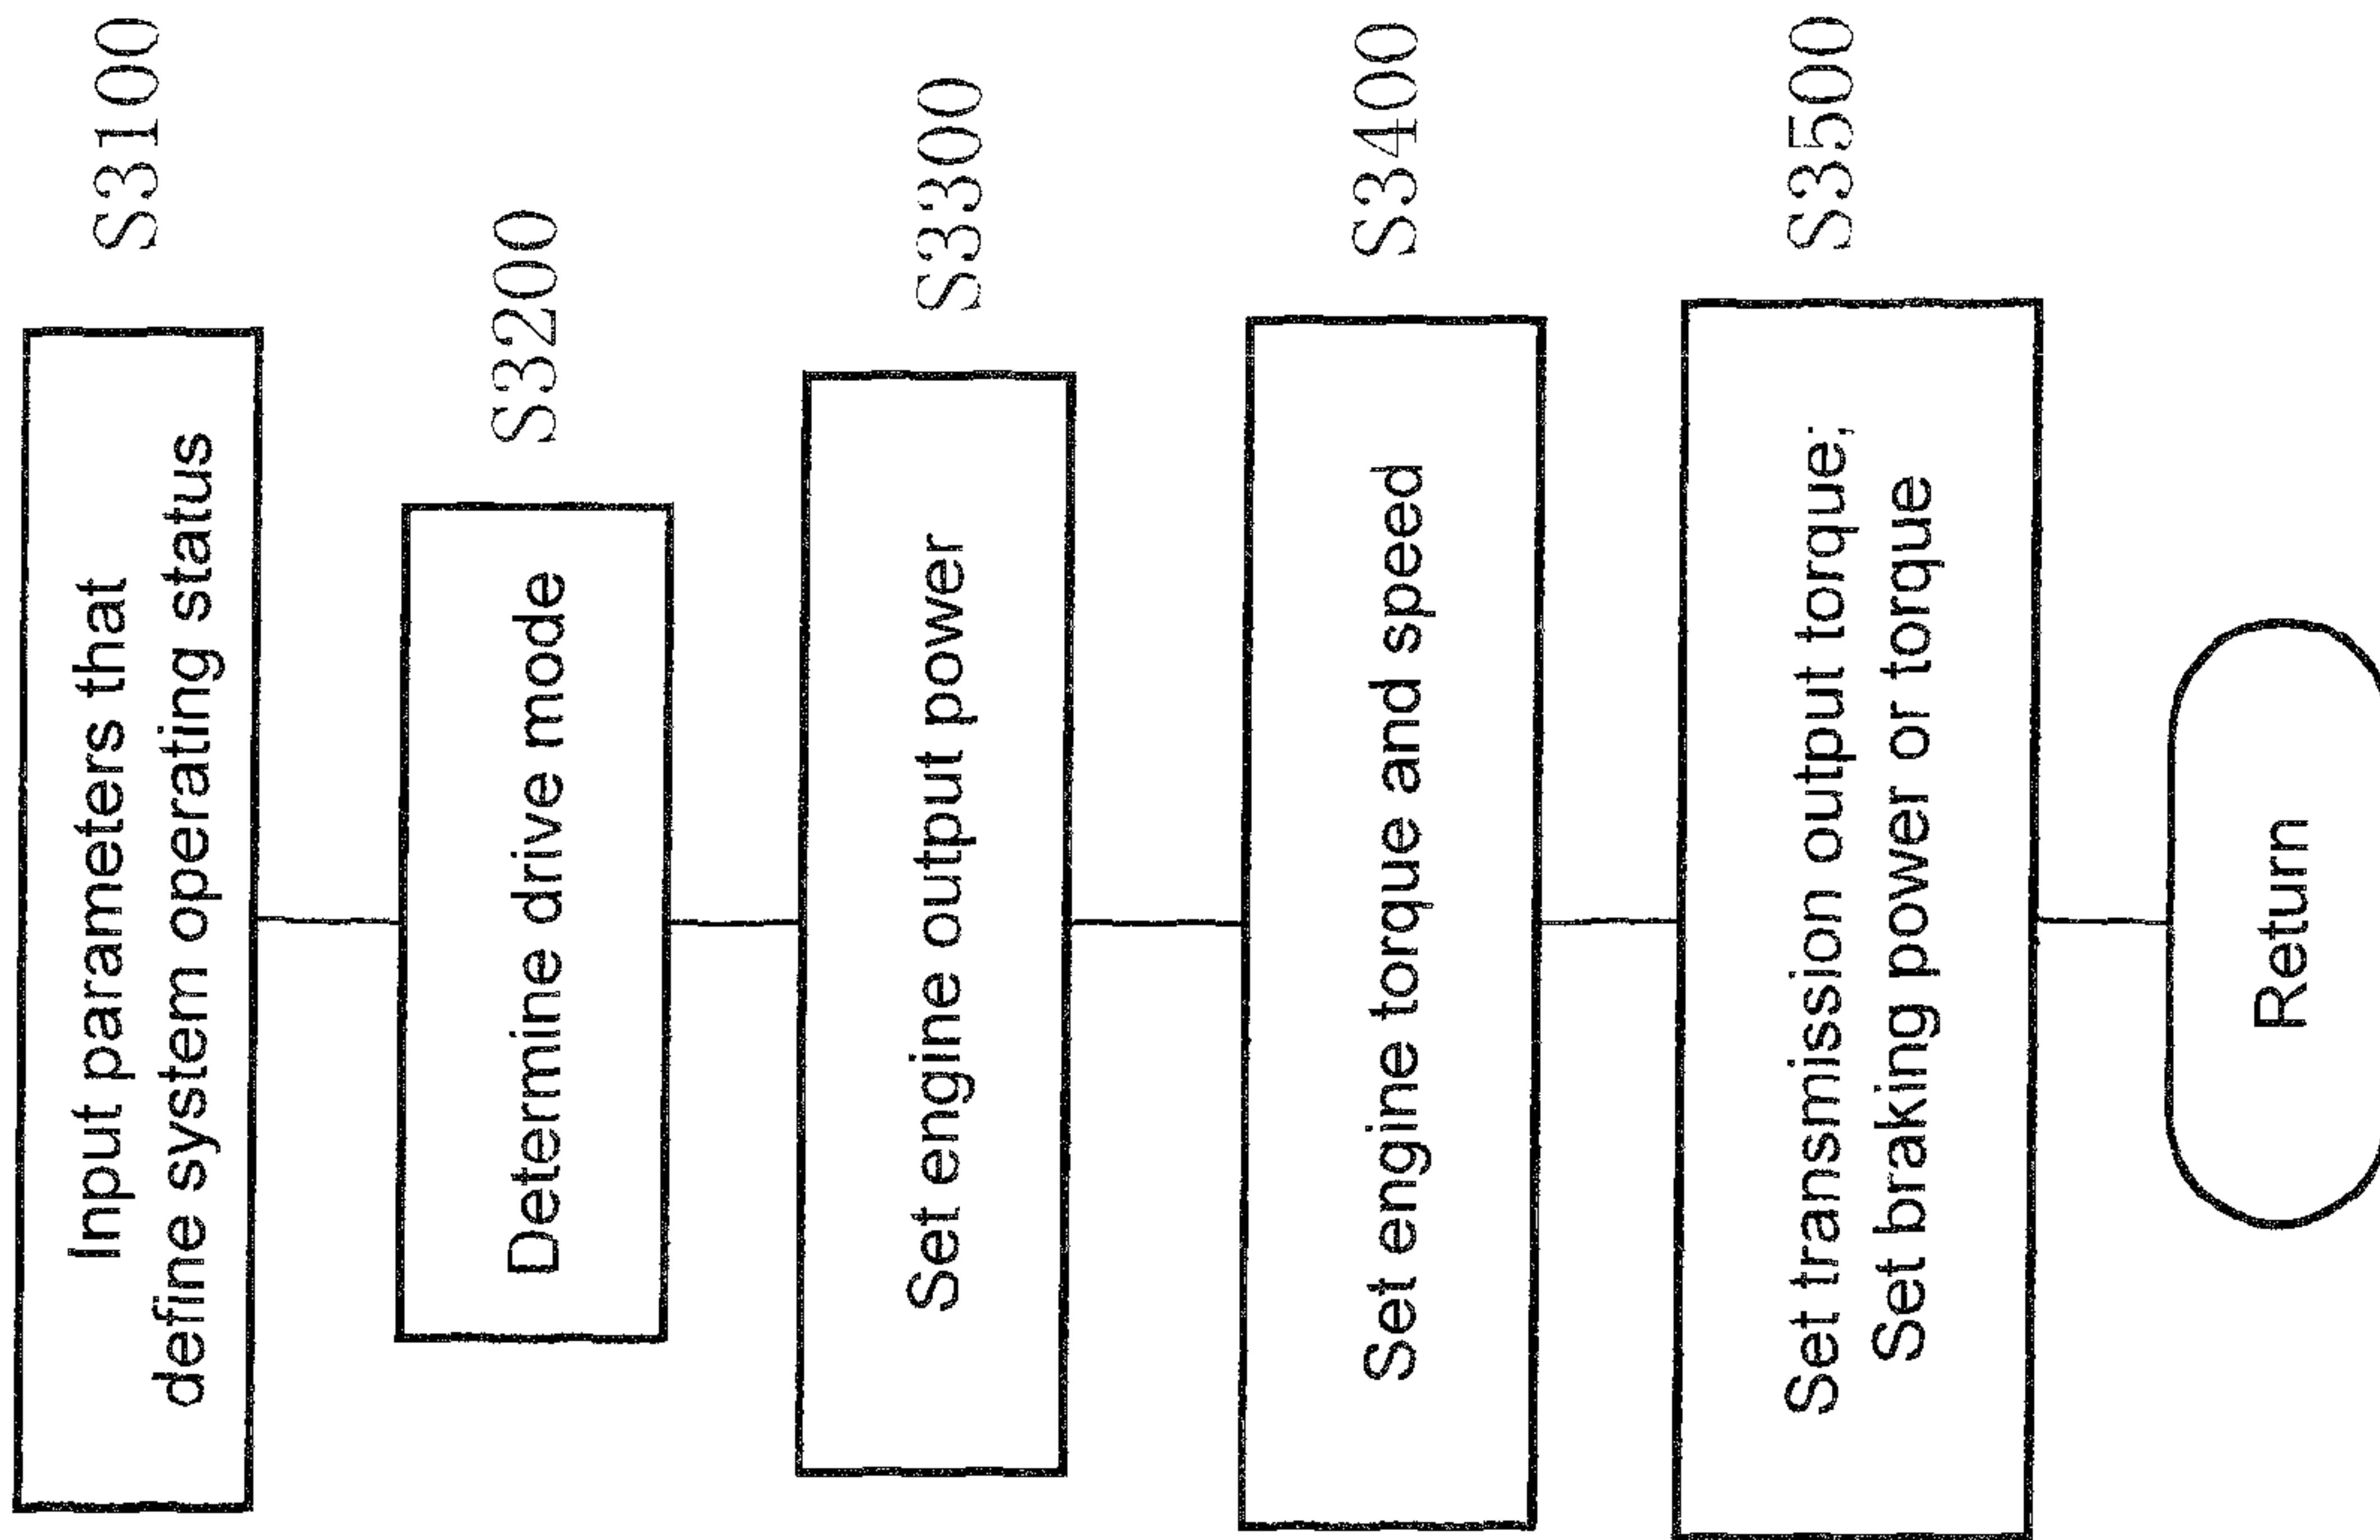 Input parameters that
define system operating status
S3100
Determine drive mode
S3200
Set engine output power
S3300
Set engine torque and speed
S3400
Set transmission output torque;
Set braking power or torque
S3500
Return